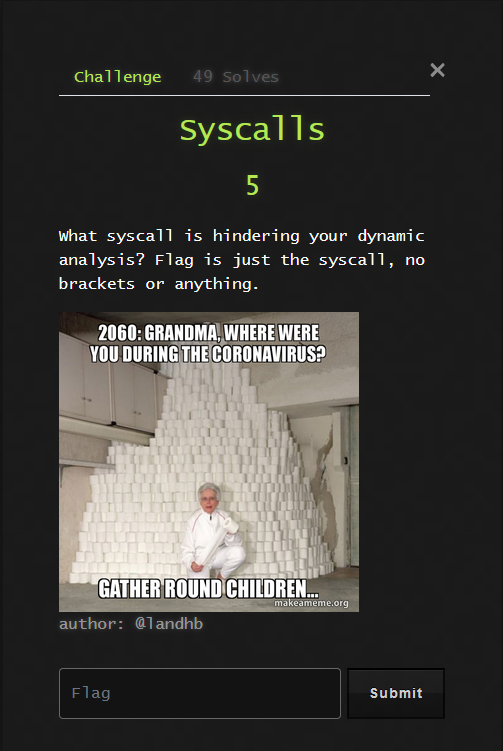 Challenge
49 Solves
×
Syscalls
5
What syscall is hindering your dynamic
analysis? Flag is just the syscall, no
brackets or anything.
2060: GRANDMA, WHERE WERE
YOU DURING THE CORONAVIRUS?
GATHER ROUND CHILDREN...
makeameme.org
author: @landhb
Flag
Submit